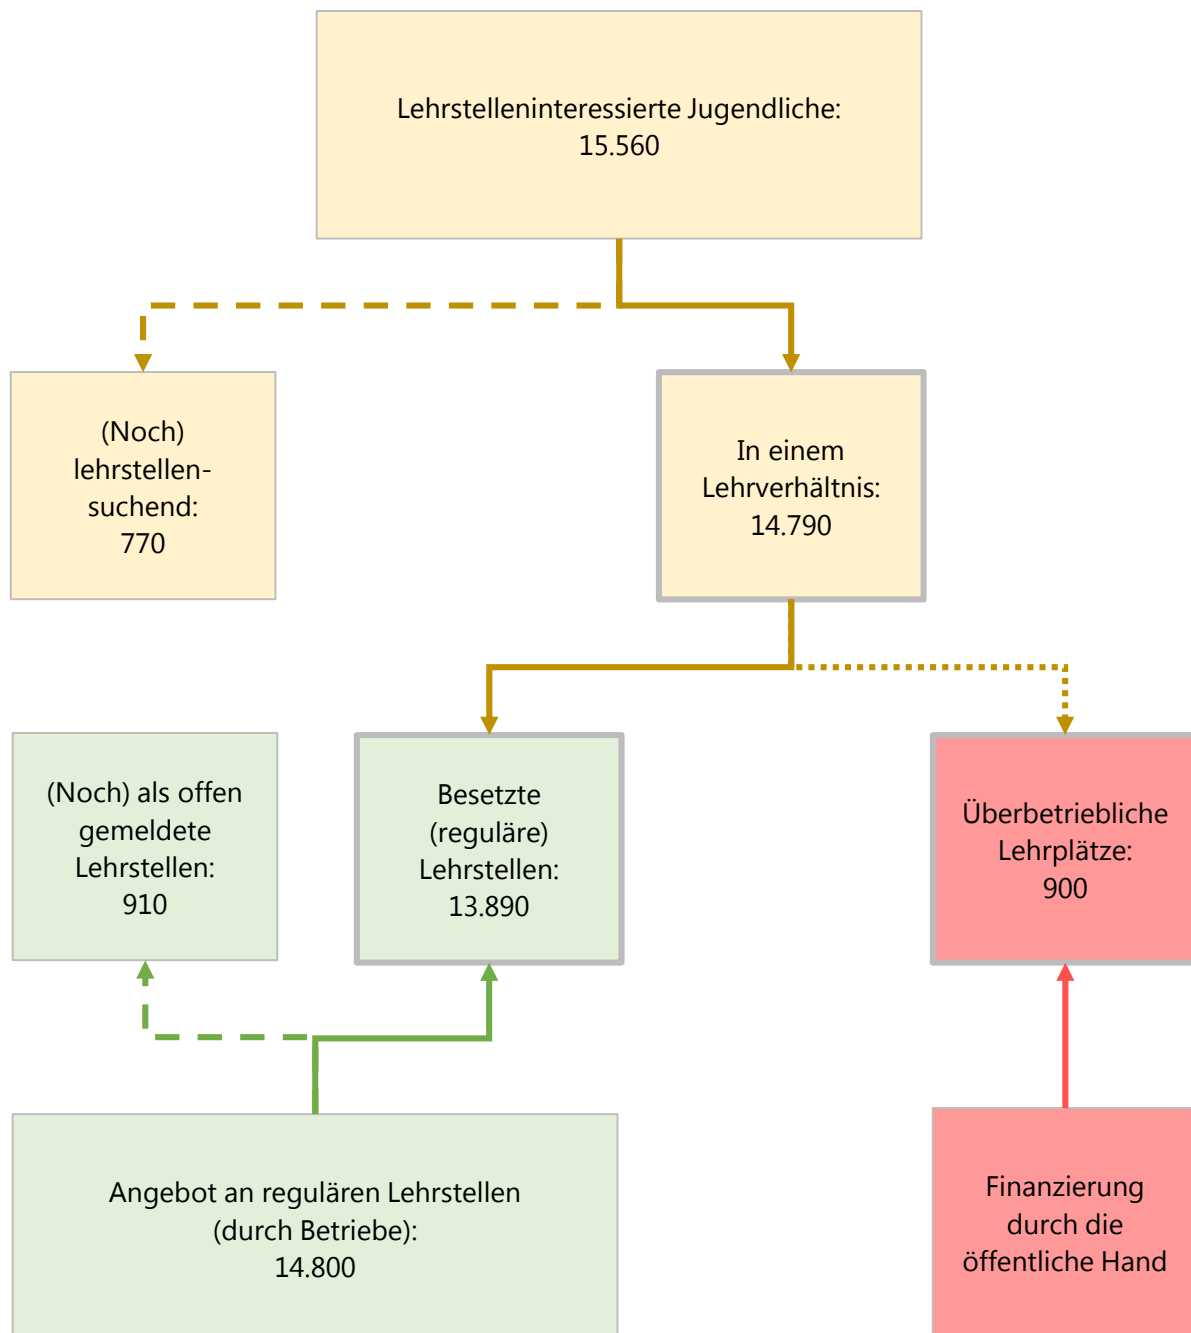 Lehrstelleninteressierte Jugendliche:
15.560
(Noch)
lehrstellen-
suchend:
770
In einem
Lehrverhältnis:
14.790
(Noch) als offen
gemeldete
Lehrstellen:
910
Besetzte
(reguläre)
Lehrstellen:
13.890
Überbetriebliche
Lehrplätze:
900
Angebot an regulären Lehrstellen
(durch Betriebe):
14.800
Finanzierung
durch die
öffentliche Hand